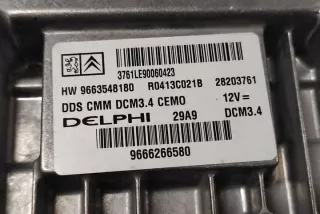 3761LE90060423
HW 9663548180 R0413C021B 28203761
DDS CMM DCM3.4 CEMO 12V=
DELPHI 29A9 DCM3.4
9666266580